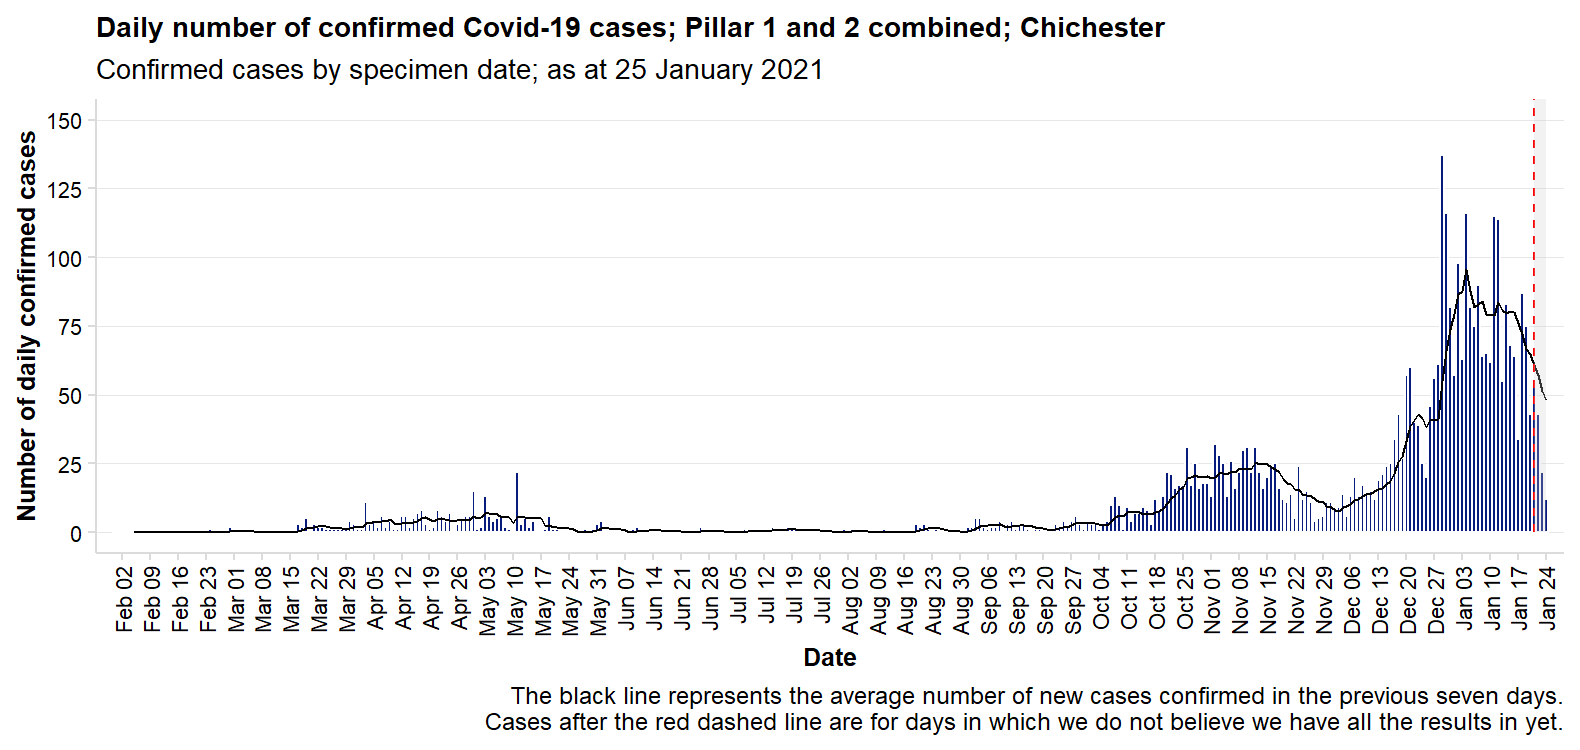 Daily number of confirmed Covid-19 cases; Pillar 1 and 2 combined; Chichester
Confirmed cases by specimen date; as at 25 January 2021
Number of daily confirmed cases
150
125
100
75
50
25
0
Feb 02
Feb 09
Feb 16
Feb 23
Mar 01
Mar 08
Mar 15
Mar 22
Mar 29
Apr 05
Apr 12
Apr 19
Apr 26
May 03
May 10
May 17
May 24
May 31
Jun 07
Jun 14
Jun 21
Jun 28
Jul 05
Jul 12
Jul 19
Jul 26
Aug 02
Aug 09
Aug 16
Aug 23
Aug 30
Sep 06
Sep 13
Sep 20
Sep 27
Oct 04
Oct 11
Oct 18
Oct 25
Nov 01
Nov 08
Nov 15
Nov 22
Nov 29
Dec 06
Dec 13
Dec 20
Dec 27
Jan 03
Jan 10
Jan 17
Jan 24
Date
The black line represents the average number of new cases confirmed in the previous seven days.
Cases after the red dashed line are for days in which we do not believe we have all the results in yet.